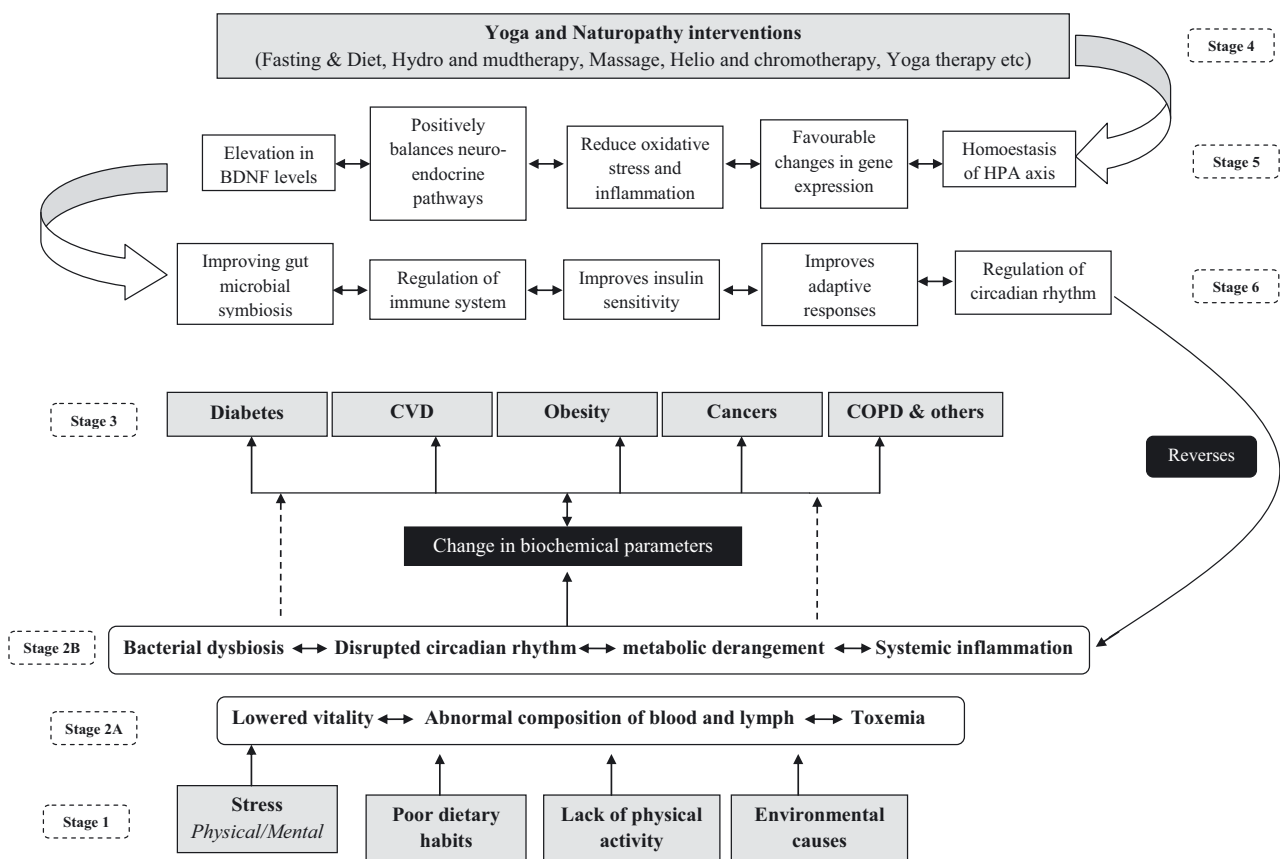 Yoga and Naturopathy interventions
(Fasting & Diet, Hydro and mudtherapy, Massage, Helio and chromotherapy, Yoga therapy etc)
Stage 4
Elevation in
BDNF levels
Positively
balances neuro-
endocrine
pathways
Reduce oxidative
stress and
inflammation
Favourable
changes in gene
expression
Homoestasis
of HPA axis
Stage 5
Improving gut
microbial
symbiosis
Regulation of
immune system
Improves insulin
sensitivity
Improves
adaptive
responses
Regulation of
circadian rhythm
Stage 6
Stage 3
Diabetes
CVD
Obesity
Cancers
COPD & others
Reverses
Change in biochemical parameters
Stage 2B
Bacterial dysbiosis Disrupted circadian rhythm metabolic derangement Systemic inflammation
Stage 2A
Lowered vitality Abnormal composition of blood and lymph Toxemia
Stage 1
Stress
Physical/Mental
Poor dietary
habits
Lack of physical
activity
Environmental
causes